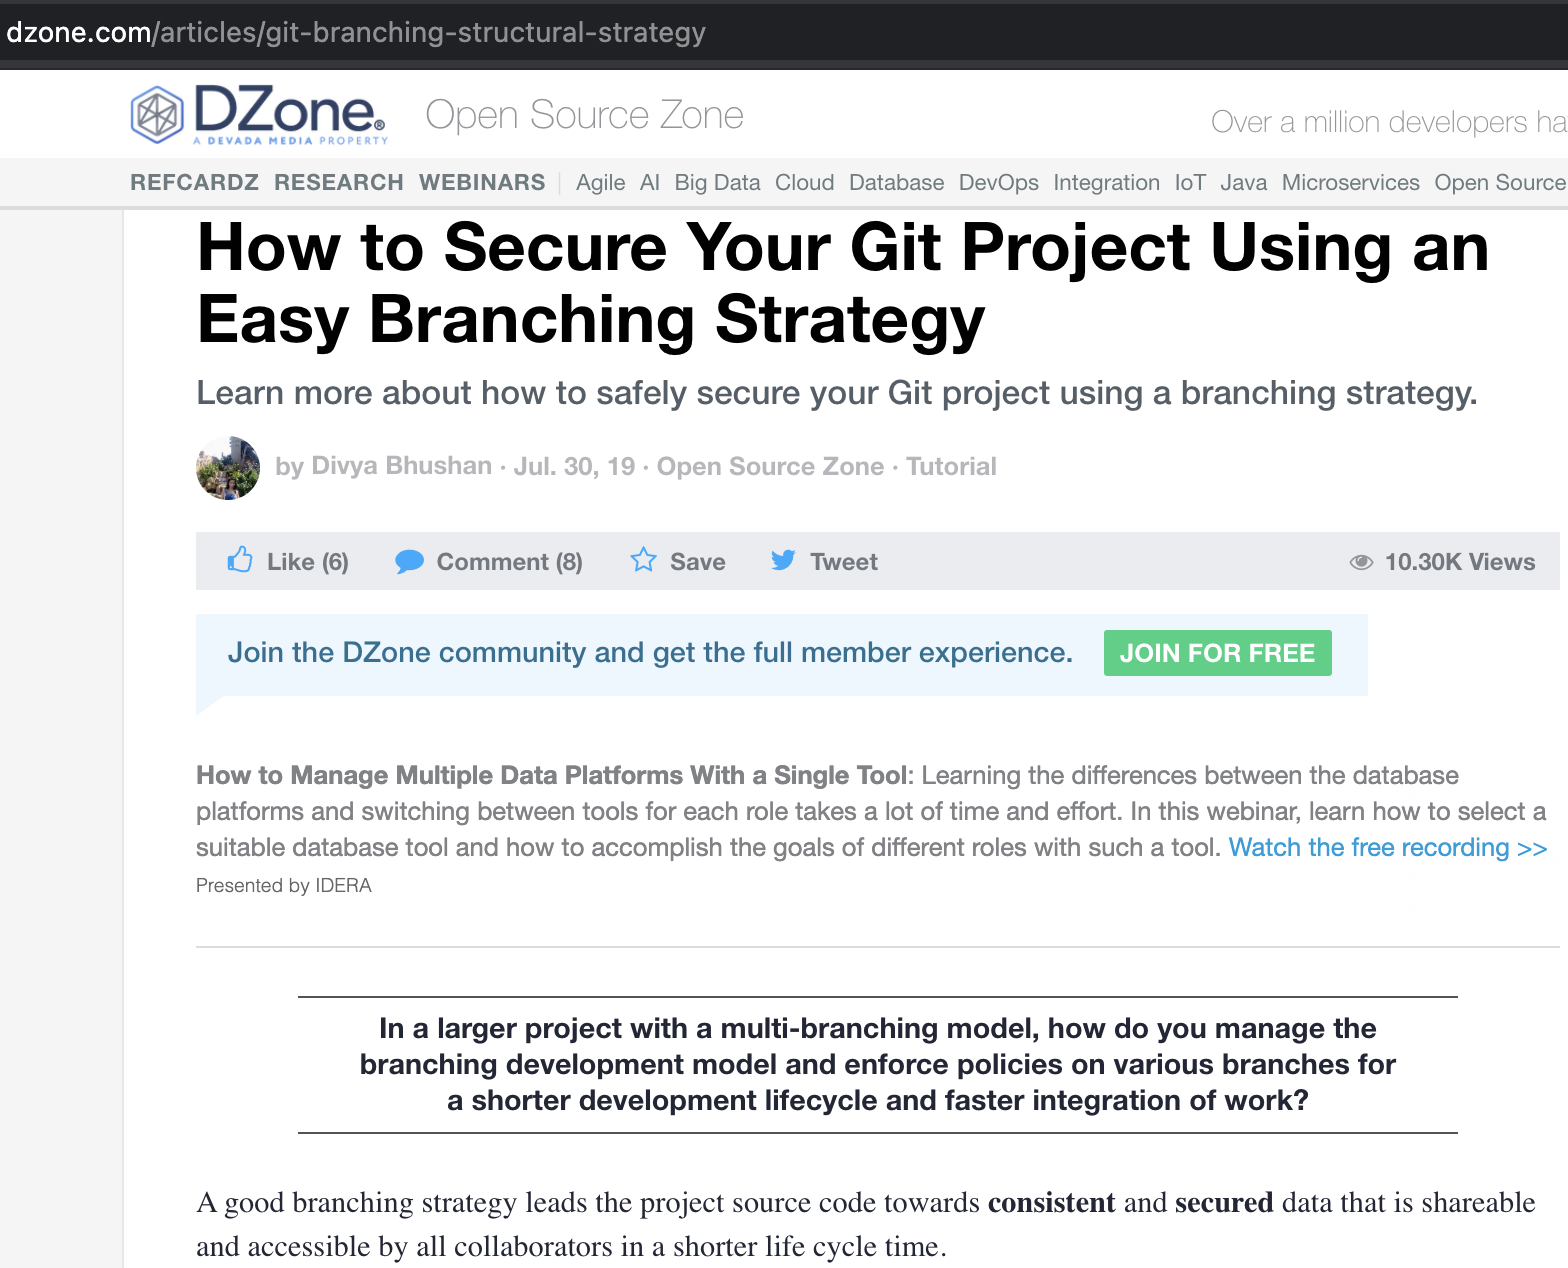 dzone.com/articles/git-branching-structural-strategy
DZone®
A DEVADA MEDIA PROPERTY
Open Source Zone
Over a million developers ha
REFCARDZ RESEARCH WEBINARS Agile AI Big Data Cloud Database DevOps Integration IoT Java Microservices Open Source
How to Secure Your Git Project Using an
Easy Branching Strategy
Learn more about how to safely secure your Git project using a branching strategy.
by Divya Bhushan · Jul. 30, 19 · Open Source Zone · Tutorial
Like (6) Comment (8) Save Tweet 10.30K Views
Join the DZone community and get the full member experience. JOIN FOR FREE
How to Manage Multiple Data Platforms With a Single Tool: Learning the differences between the database
platforms and switching between tools for each role takes a lot of time and effort. In this webinar, learn how to select a
suitable database tool and how to accomplish the goals of different roles with such a tool. Watch the free recording >>
Presented by IDERA
In a larger project with a multi-branching model, how do you manage the
branching development model and enforce policies on various branches for
a shorter development lifecycle and faster integration of work?
A good branching strategy leads the project source code towards consistent and secured data that is shareable
and accessible by all collaborators in a shorter life cycle time.